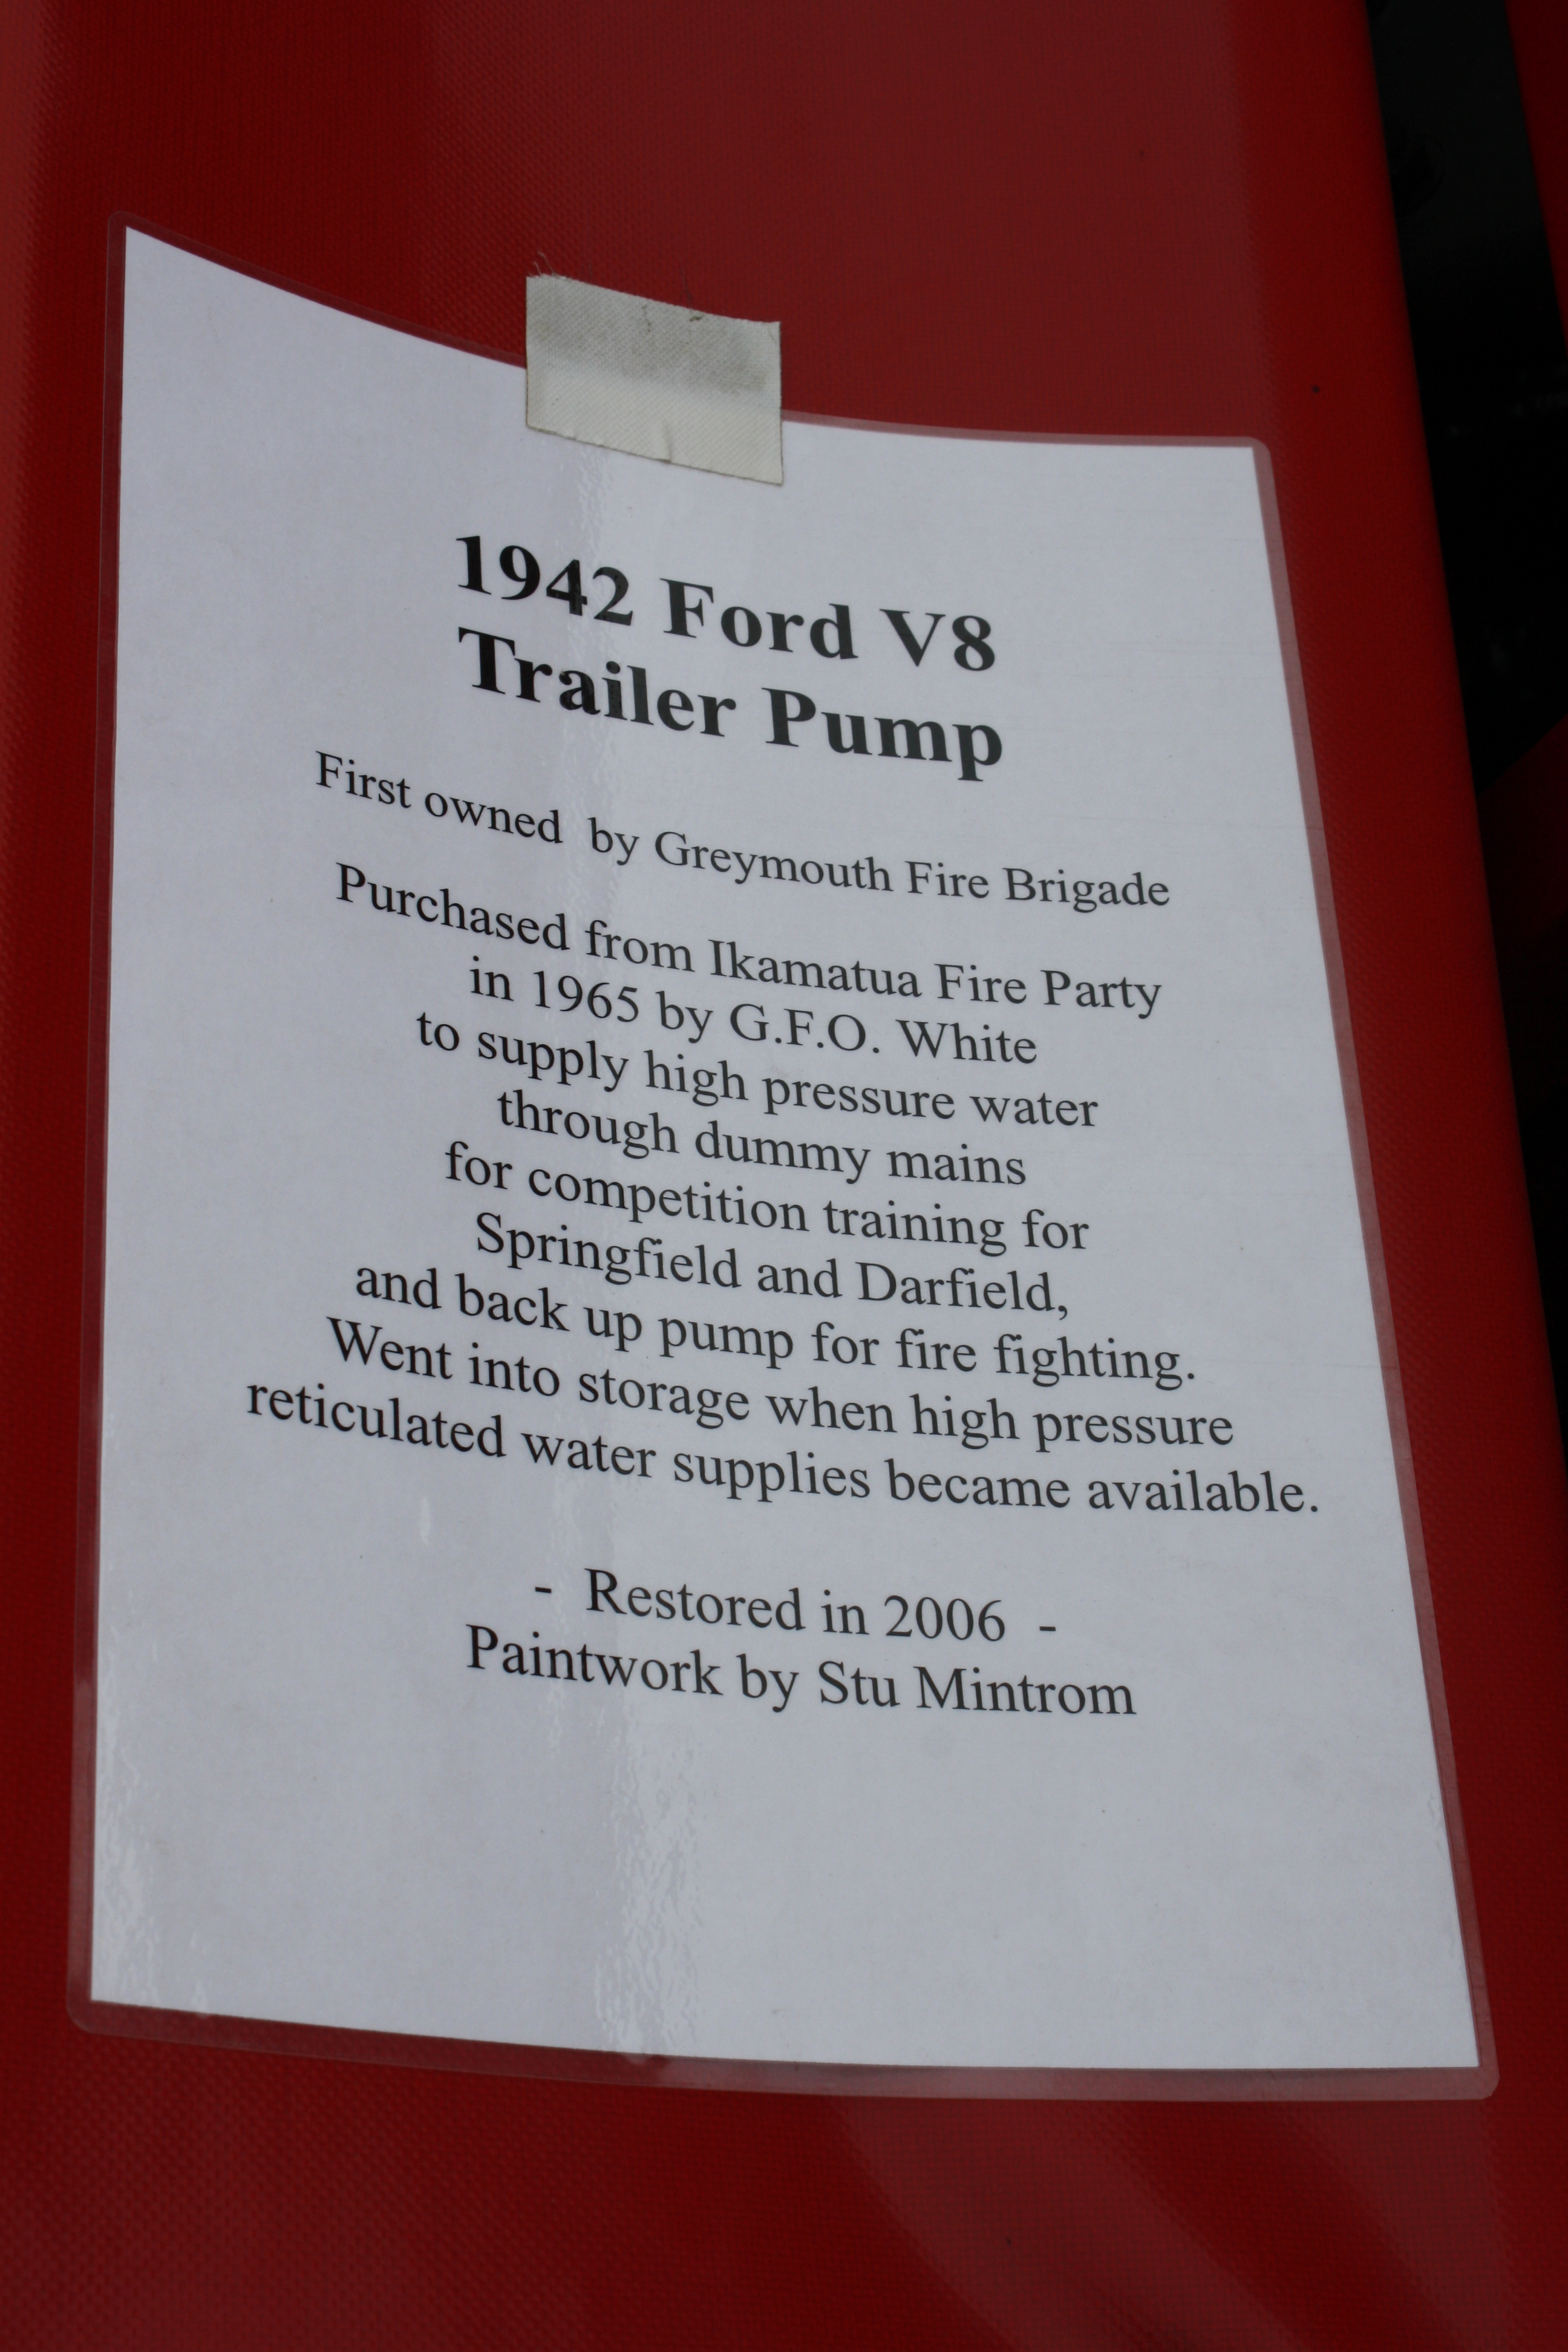 1942 Ford V8
Trailer Pump
First owned by Greymouth Fire Brigade
Purchased from Ikamatua Fire Party
in 1965 by G.F.O. White
to supply high pressure water
through dummy mains
for competition training for
Springfield and Darfield,
and back up pump for fire fighting.
Went into storage when high pressure
reticulated water supplies became available.
- Restored in 2006 -
Paintwork by Stu Mintrom